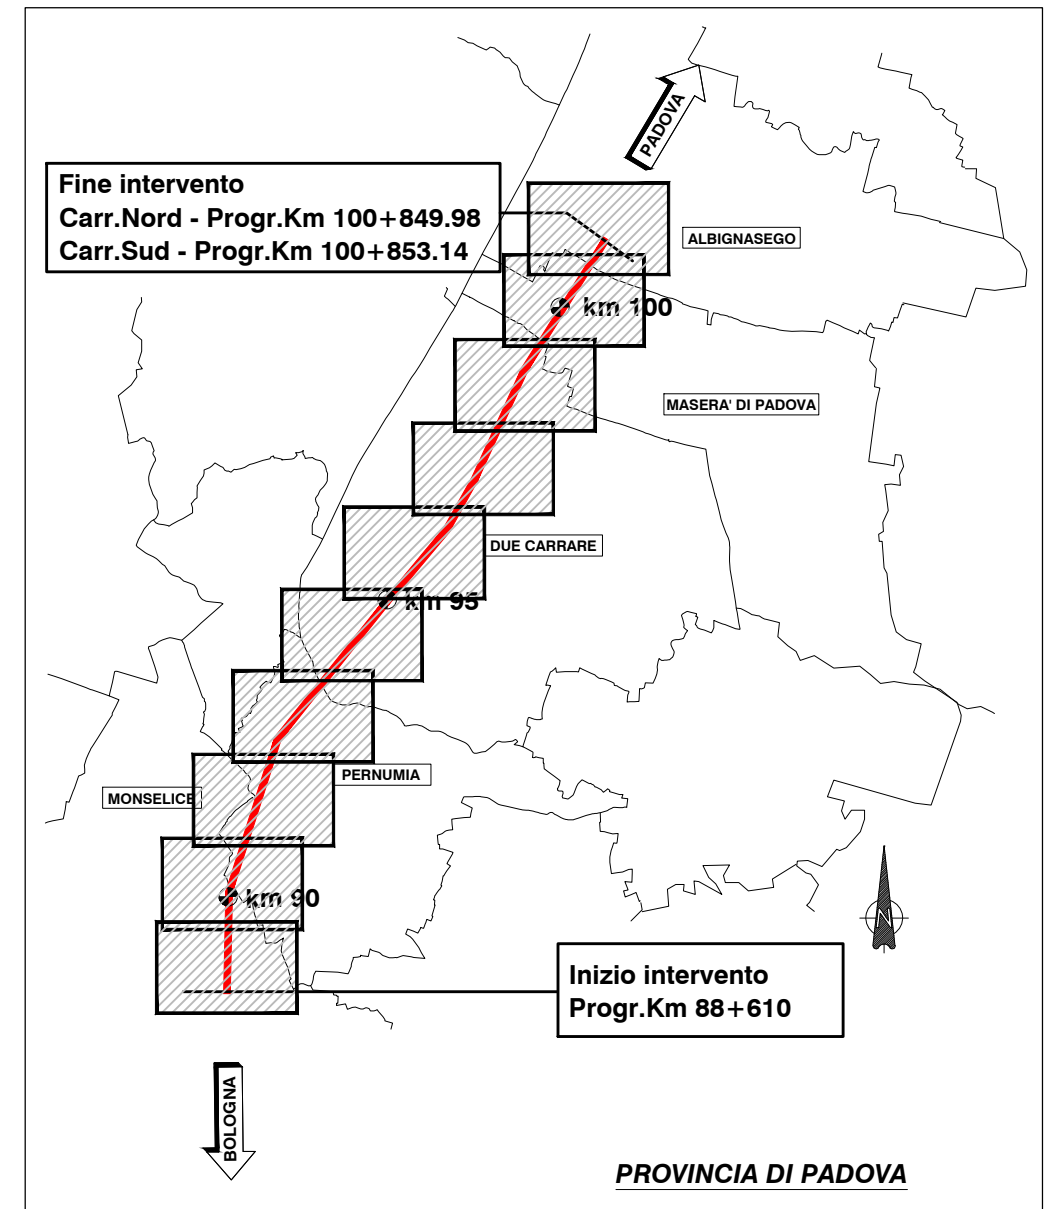 PADOVA
Fine intervento
Carr.Nord - Progr.Km 100+849.98
Carr.Sud - Progr.Km 100+853.14
ALBIGNASEGO
km 100
MASERA' DI PADOVA
DUE CARRARE
km 95
PERNUMIA
MONSELICE
km 90
N
Inizio intervento
Progr.Km 88+610
BOLOGNA
PROVINCIA DI PADOVA